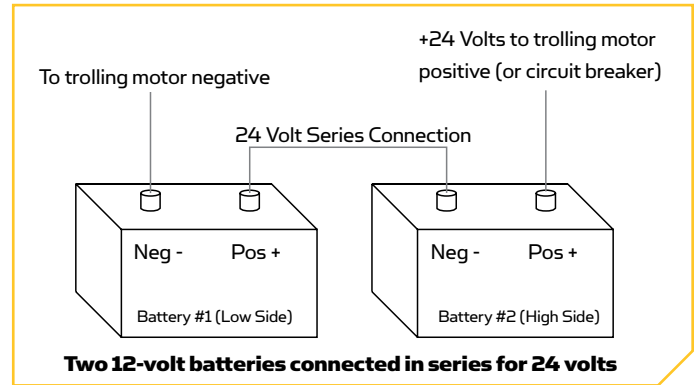 +24 Volts to trolling motor
positive (or circuit breaker)
To trolling motor negative
24 Volt Series Connection
Neg - Pos +
Neg - Pos +
Battery #1 (Low Side)
Battery #2 (High Side)
Two 12-volt batteries connected in series for 24 volts